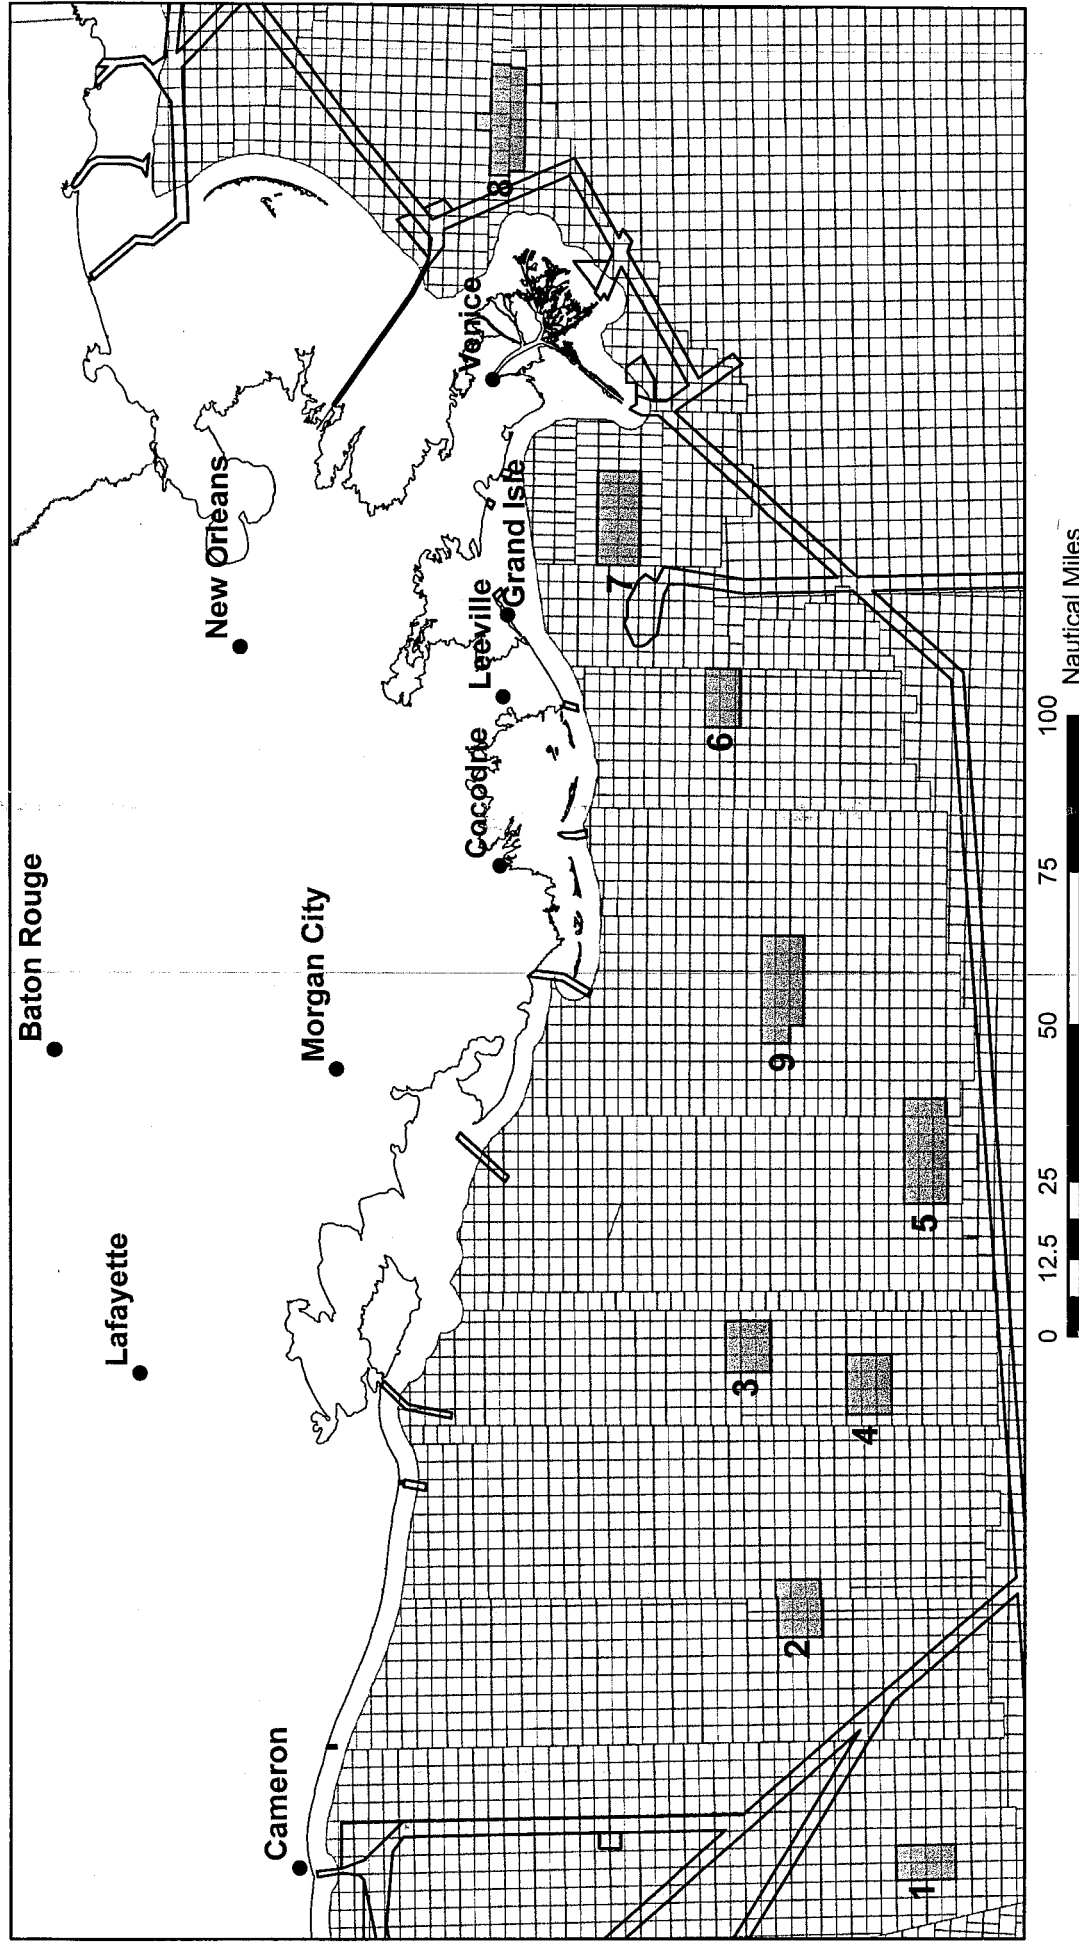 Baton Rouge
Lafayette
New Orleans
Morgan City
Cameron
Venice
Grand Isle
Leeville
Cocodrie
1
2
3
4
5
9
6
7
8
0 12.5 25 50 75 100
Nautical Miles